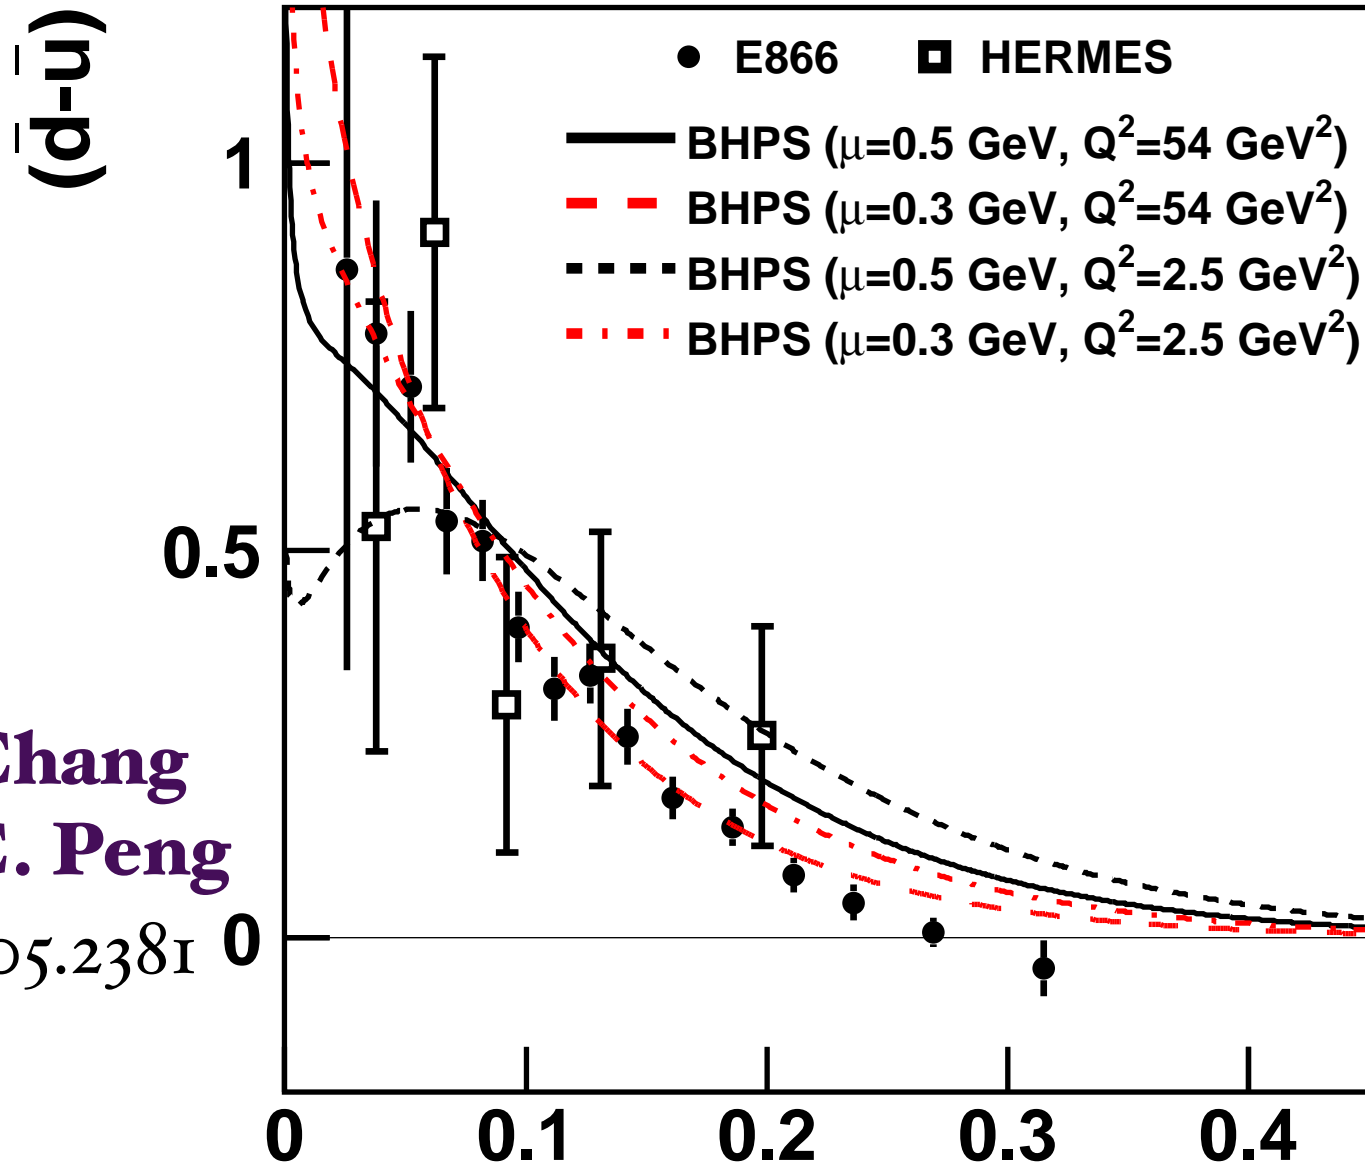 (d̅-u̅)
E866 HERMES
BHPS (μ=0.5 GeV, Q²=54 GeV²)
BHPS (μ=0.3 GeV, Q²=54 GeV²)
BHPS (μ=0.5 GeV, Q²=2.5 GeV²)
BHPS (μ=0.3 GeV, Q²=2.5 GeV²)
1
0.5
0
Chang
. Peng
05.2381
0 0.1 0.2 0.3 0.4